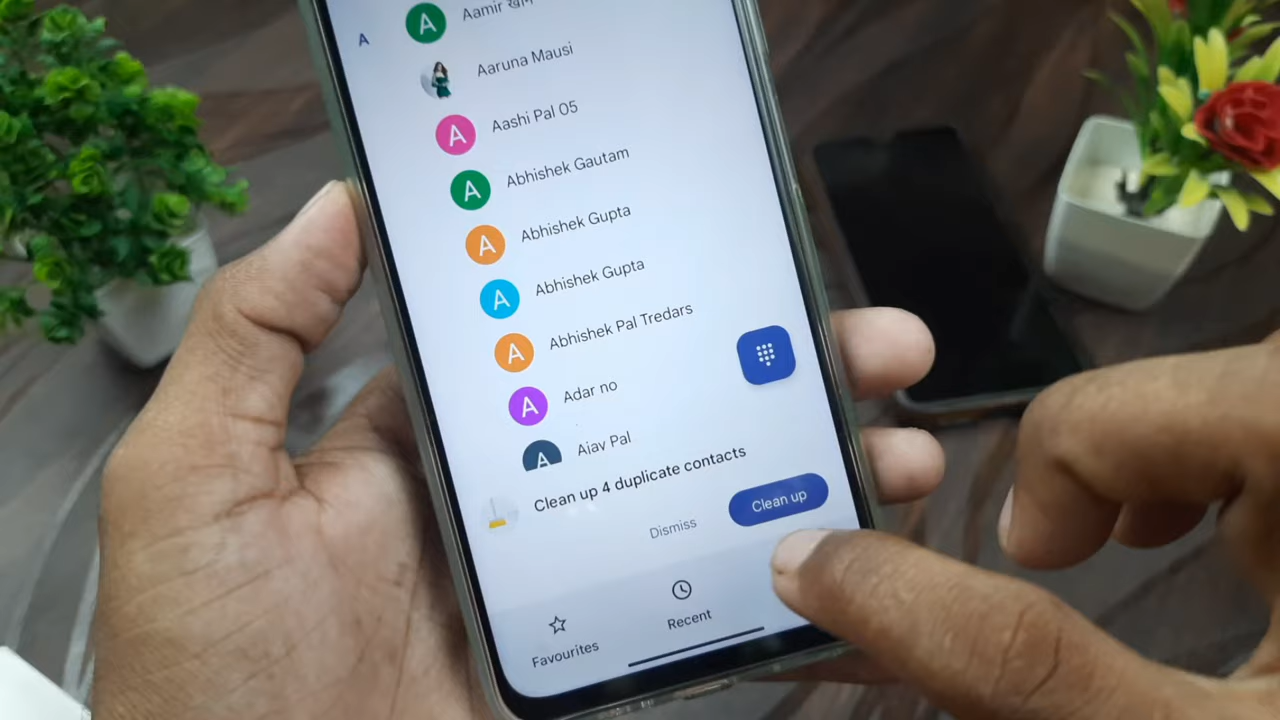 Aamir खान
A
A
Aaruna Mausi
A
Aashi Pal 05
A
Abhishek Gautam
A
Abhishek Gupta
A
Abhishek Gupta
A
Abhishek Pal Tredars
A
Adar no
A
Ajay Pal
Clean up 4 duplicate contacts
Dismiss
Clean up
Favourites
Recent